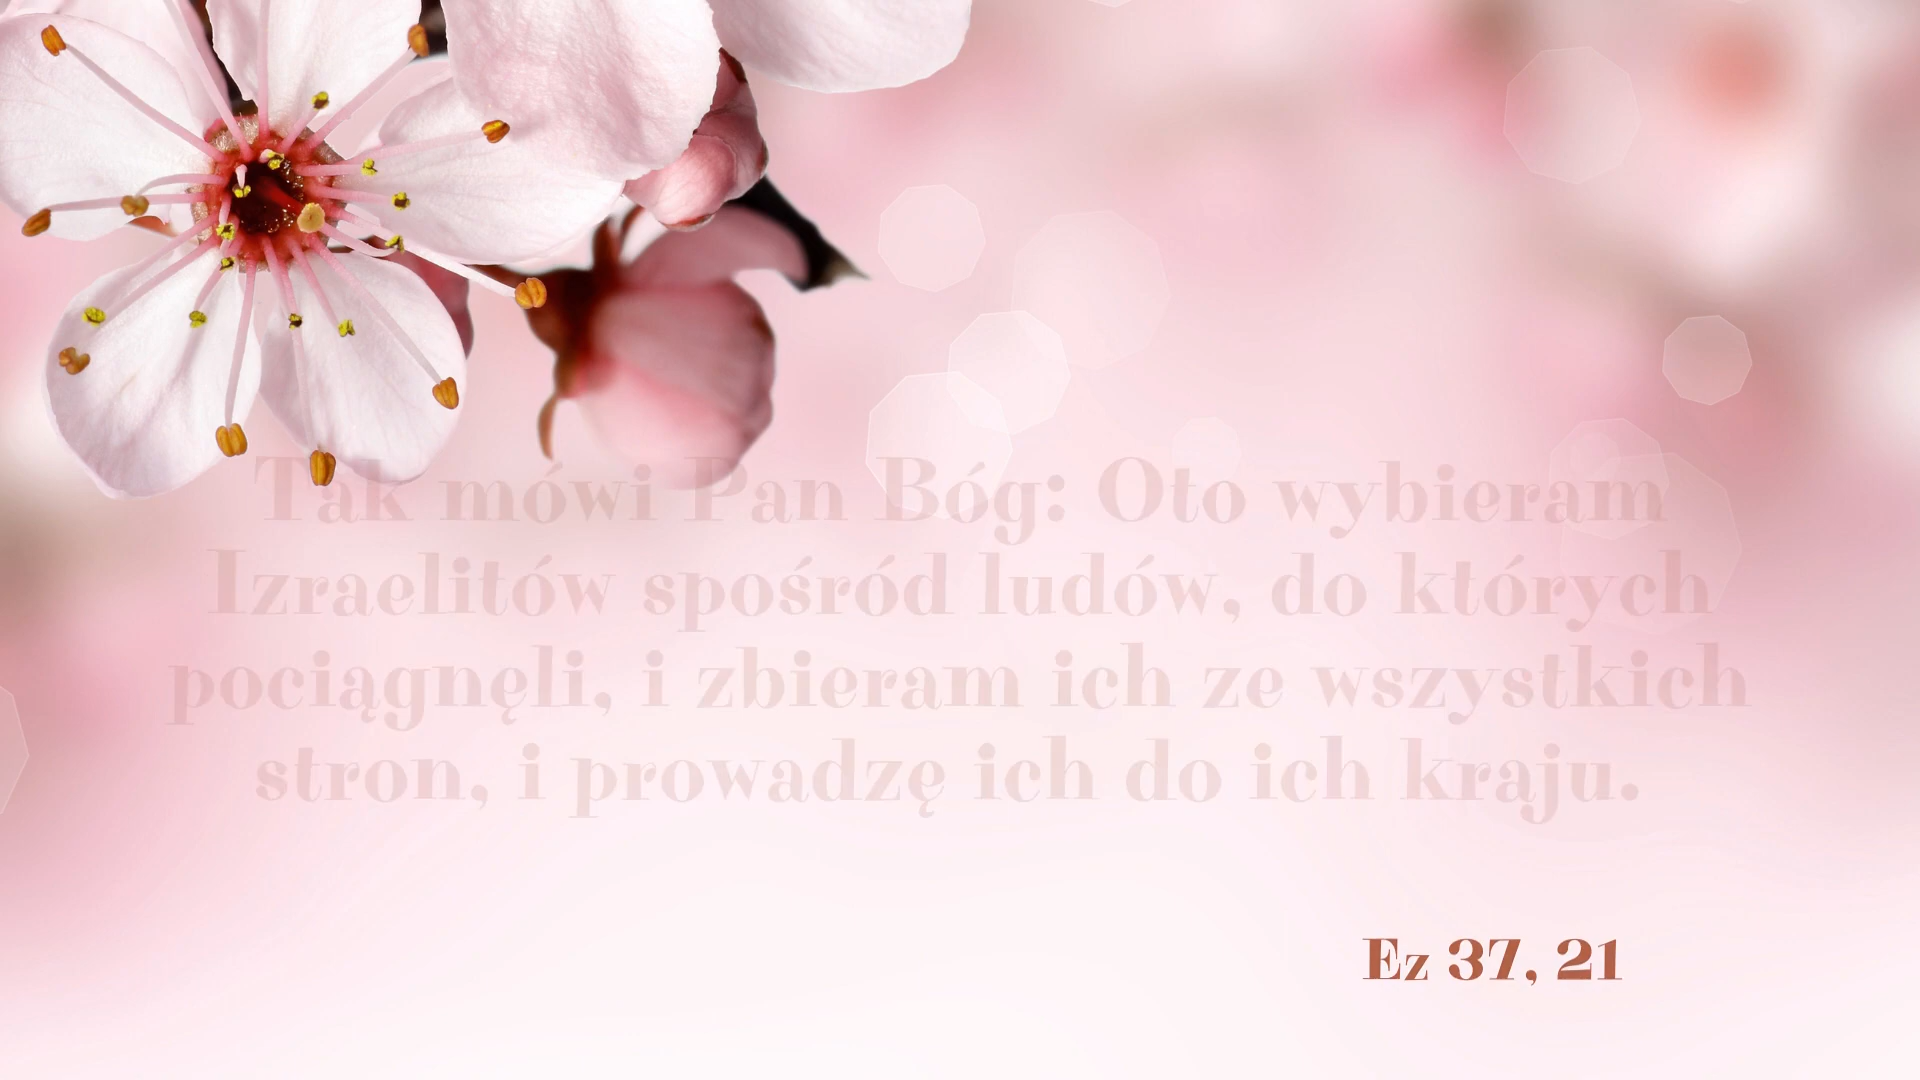 Tak mówi Pan Bóg: Oto wybieram
Izraelitów spośród ludów, do których
pociągnęli, i zbieram ich ze wszystkich
stron, i prowadzę ich do ich kraju.
Ez 37, 21